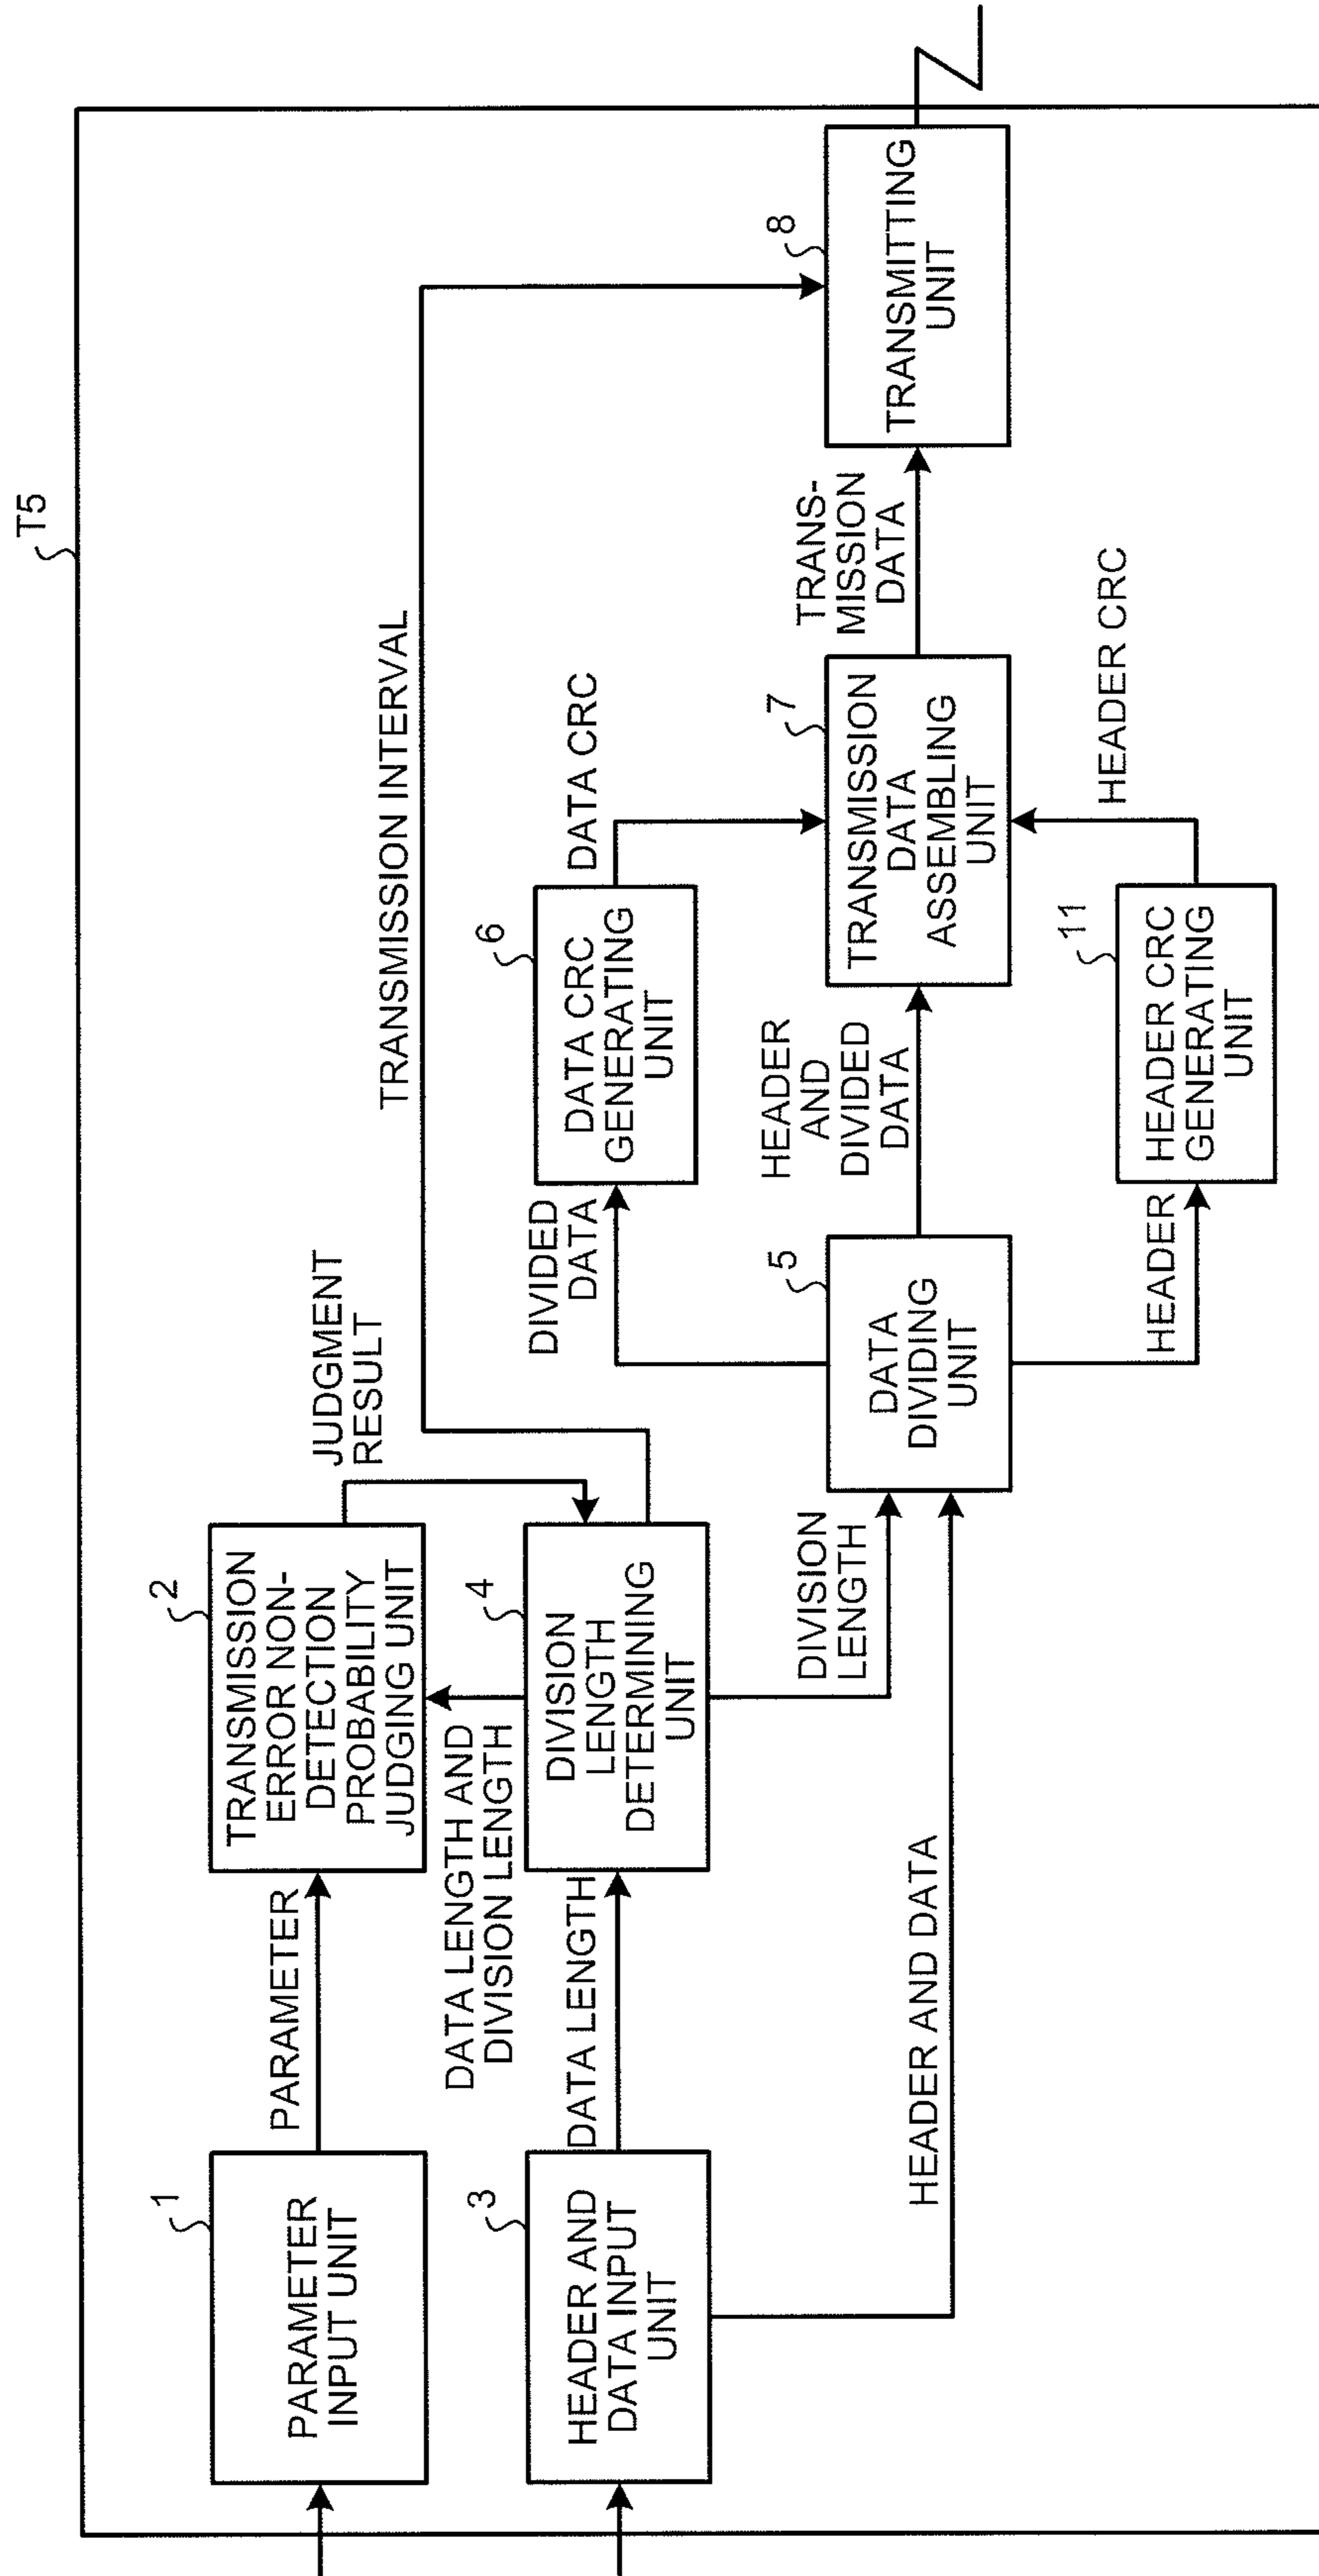 T5
1
PARAMETER
INPUT UNIT
PARAMETER
2
TRANSMISSION
ERROR NON-
DETECTION
PROBABILITY
JUDGING UNIT
JUDGMENT
RESULT
TRANSMISSION INTERVAL
DATA LENGTH AND
DIVISION LENGTH
3
HEADER AND
DATA INPUT
UNIT
DATA LENGTH
4
DIVISION
LENGTH
DETERMINING
UNIT
DIVISION
LENGTH
HEADER AND DATA
5
DATA
DIVIDING
UNIT
DIVIDED
DATA
6
DATA CRC
GENERATING
UNIT
DATA CRC
HEADER
AND
DIVIDED
DATA
7
TRANSMISSION
DATA
ASSEMBLING
UNIT
TRANS-
MISSION
DATA
8
TRANSMITTING
UNIT
HEADER
11
HEADER CRC
GENERATING
UNIT
HEADER CRC